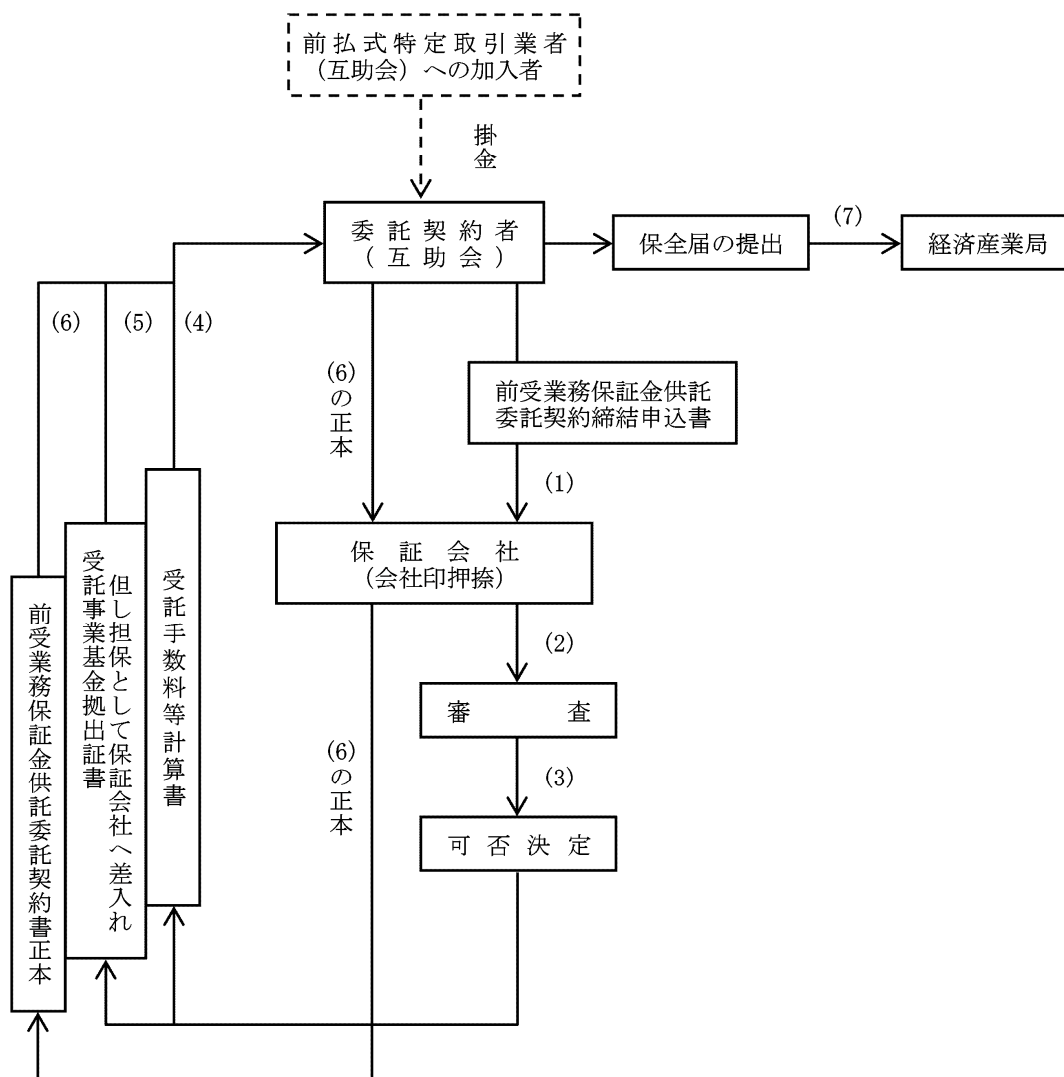 前払式特定取引業者
（互助会）への加入者
掛金
委託契約者
（互助会）
保全届の提出
(7)
経済産業局
(6)
(5)
(4)
(6)の正本
前受業務保証金供託
委託契約締結申込書
(1)
保証会社
(会社印押捺)
(2)
審査
(3)
可否決定
(6)の正本
受託手数料等計算書
受託事業基金拠出証書
但し担保として保証会社へ差入れ
前受業務保証金供託委託契約書正本